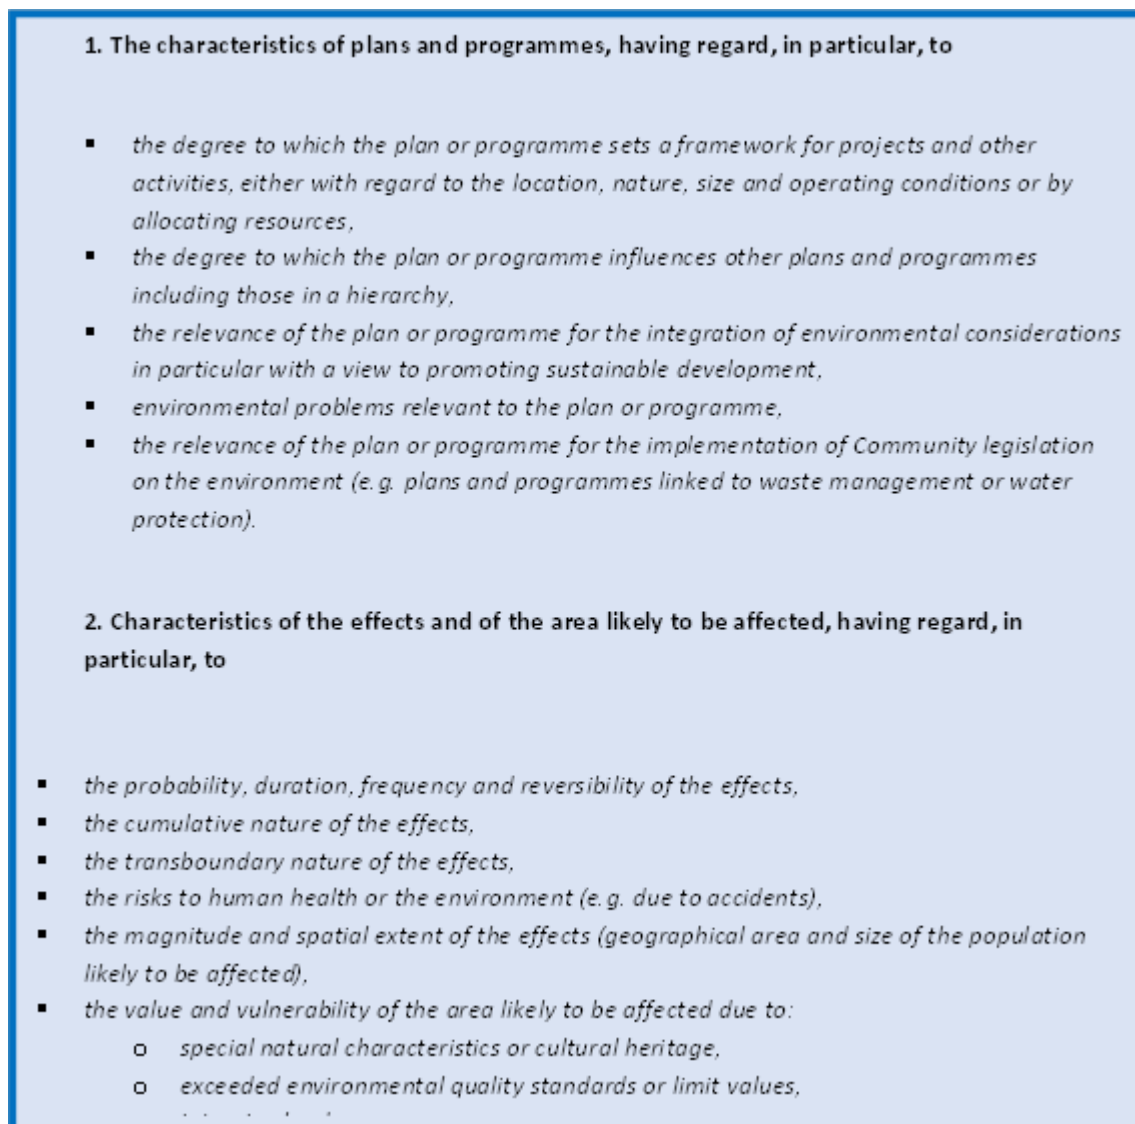 1. The characteristics of plans and programmes, having regard, in particular, to
▪ the degree to which the plan or programme sets a framework for projects and other
activities, either with regard to the location, nature, size and operating conditions or by
allocating resources,
▪ the degree to which the plan or programme influences other plans and programmes
including those in a hierarchy,
▪ the relevance of the plan or programme for the integration of environmental considerations
in particular with a view to promoting sustainable development,
▪ environmental problems relevant to the plan or programme,
▪ the relevance of the plan or programme for the implementation of Community legislation
on the environment (e.g. plans and programmes linked to waste management or water
protection).
2. Characteristics of the effects and of the area likely to be affected, having regard, in
particular, to
▪ the probability, duration, frequency and reversibility of the effects,
▪ the cumulative nature of the effects,
▪ the transboundary nature of the effects,
▪ the risks to human health or the environment (e.g. due to accidents),
▪ the magnitude and spatial extent of the effects (geographical area and size of the population
likely to be affected),
▪ the value and vulnerability of the area likely to be affected due to:
o special natural characteristics or cultural heritage,
o exceeded environmental quality standards or limit values,